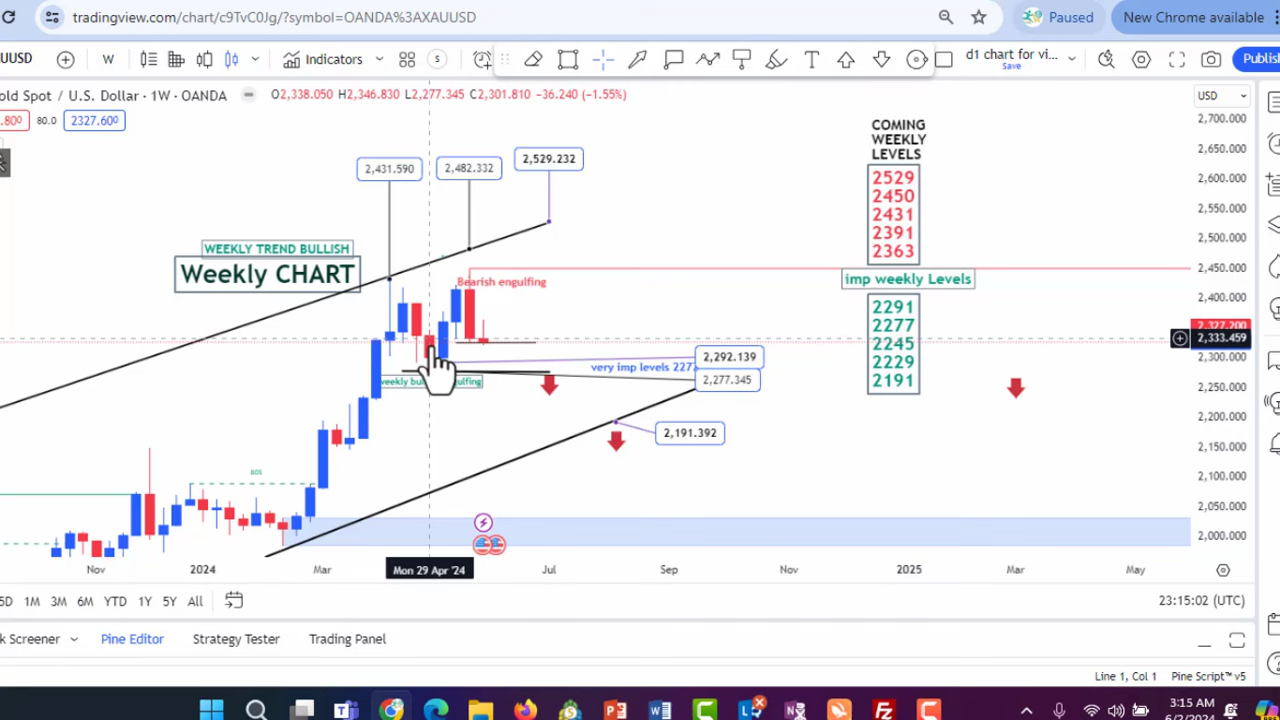 tradingview.com/chart/c9TvC0Jg/?symbol=OANDA%3AXAUUSD
Paused
New Chrome available
AUUSD
W
Indicators
S
T
d1 chart for vi...
Save
Publish
old Spot / U.S. Dollar · 1W · OANDA
O2,338.050 H2,346.830 L2,277.345 C2,301.810 −36.240 (−1.55%)
USD
.800
80.0
2327.600
2,700.000
2,650.000
2,600.000
2,550.000
2,500.000
2,450.000
2,400.000
2,327.200
2,333.459
2,300.000
2,250.000
2,200.000
2,150.000
2,100.000
2,050.000
2,000.000
COMING
WEEKLY
LEVELS
2529
2450
2431
2391
2363
imp weekly Levels
2291
2277
2245
2229
2191
2,431.590
2,482.332
2,529.232
WEEKLY TREND BULLISH
Weekly CHART
Bearish engulfing
2,292.139
very imp levels 227
2,277.345
2,191.392
BOS
Nov
2024
Mar
Mon 29 Apr '24
Jul
Sep
Nov
2025
Mar
May
5D 1M 3M 6M YTD 1Y 5Y All
23:15:02 (UTC)
k Screener
Pine Editor
Strategy Tester
Trading Panel
Line 1, Col 1
Pine Script™ v5
3:15 AM